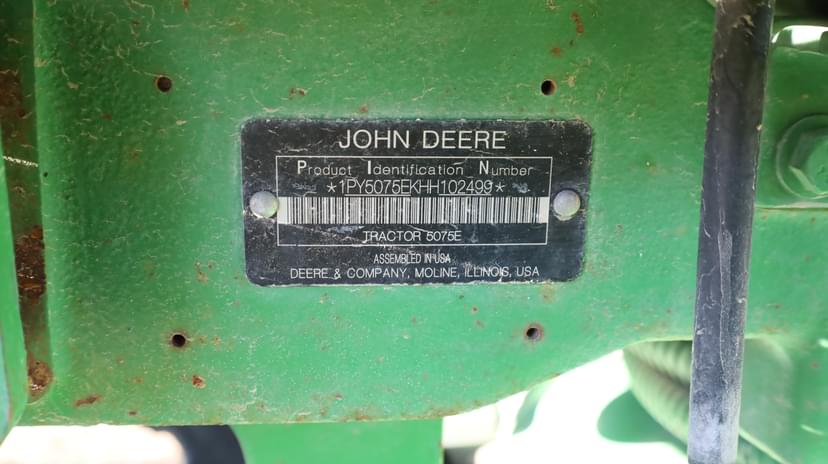 JOHN DEERE
Product Identification Number
*1PY5075EKHH102499*
TRACTOR 5075E
ASSEMBLED IN USA
DEERE & COMPANY, MOLINE, ILLINOIS, USA